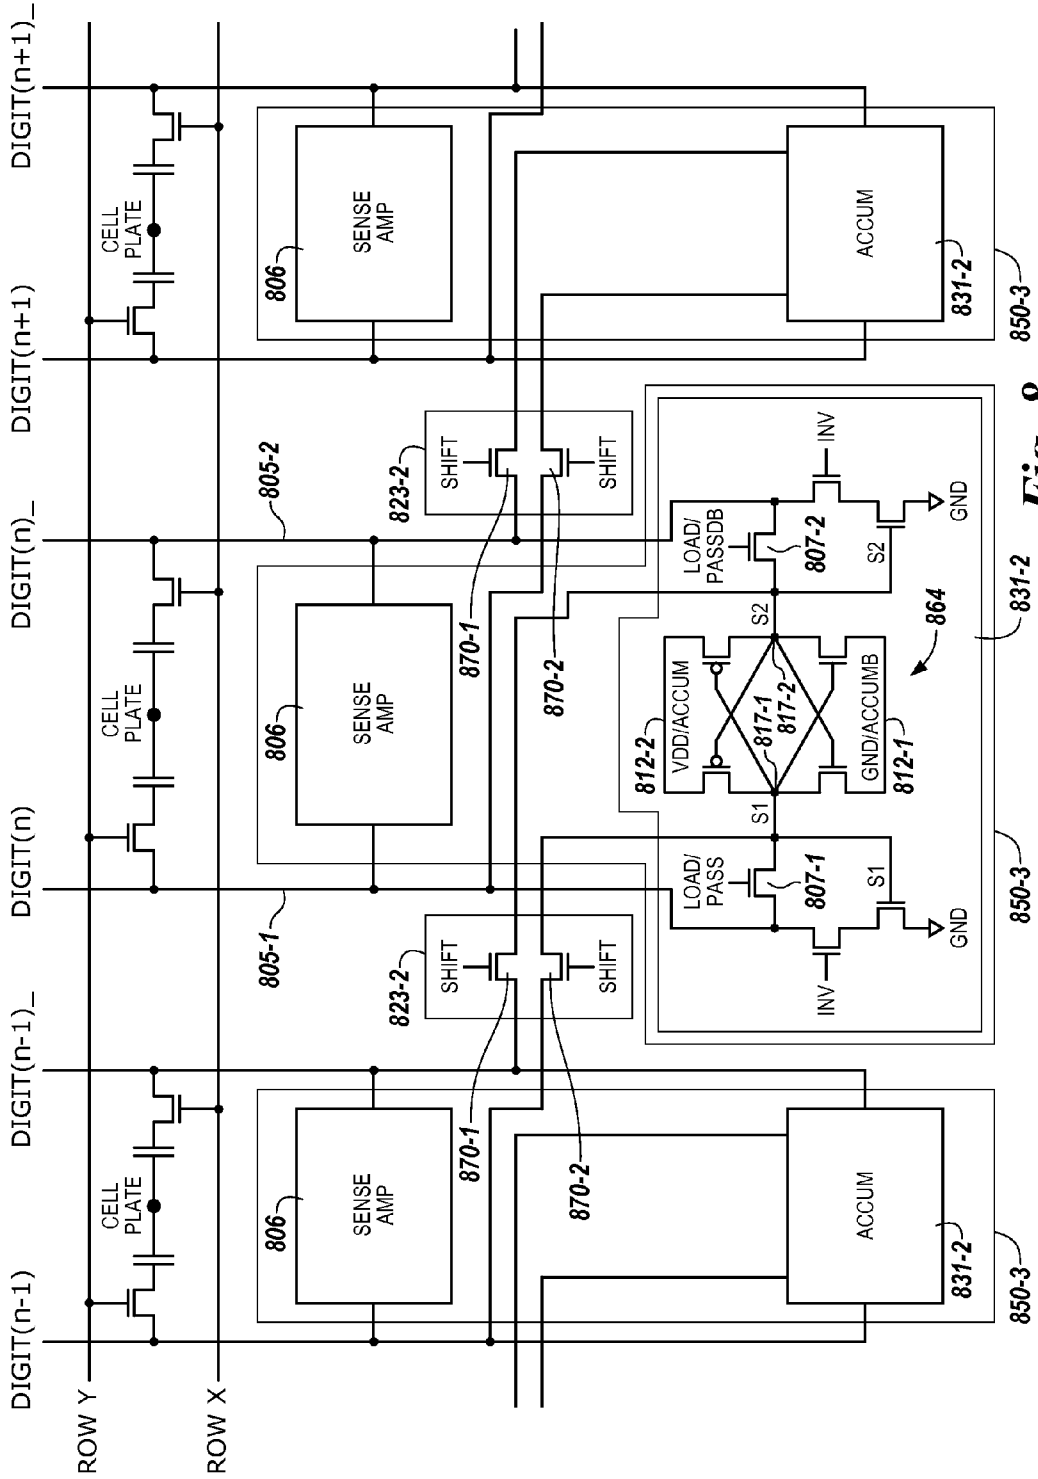 DIGIT(n-1)
DIGIT(n-1)_
DIGIT(n)
DIGIT(n)_
DIGIT(n+1)
DIGIT(n+1)_
ROW Y
ROW X
CELL
PLATE
CELL
PLATE
805-1
805-2
806
SENSE
AMP
806
SENSE
AMP
806
SENSE
AMP
823-2
SHIFT
SHIFT
870-1
870-2
823-2
SHIFT
SHIFT
870-1
870-2
ACCUM
831-2
850-3
LOAD/
PASS
807-1
INV
S1
GND
S1
812-2
VDD/ACCUM
817-1
817-2
GND/ACCUMB
812-1
S2
864
LOAD/
PASSDB
807-2
INV
S2
GND
831-2
850-3
ACCUM
831-2
850-3
Fig. 8